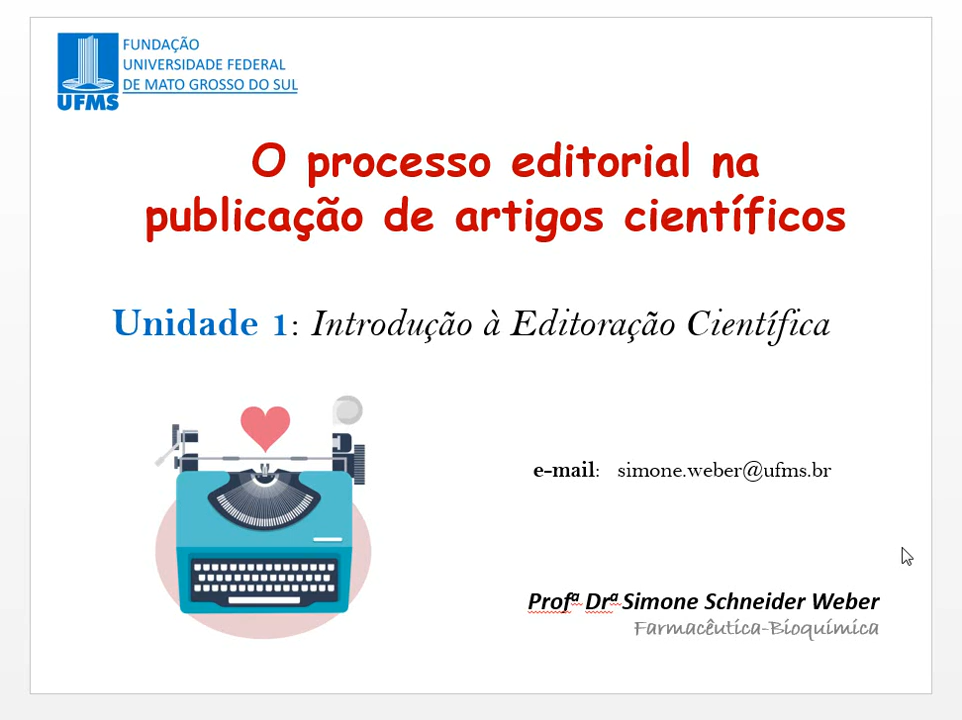 FUNDAÇÃO
UNIVERSIDADE FEDERAL
DE MATO GROSSO DO SUL
UFMS
O processo editorial na
publicação de artigos científicos
Unidade 1: Introdução à Editoração Científica
e-mail: simone.weber@ufms.br
Profª Drª Simone Schneider Weber
Farmacêutica-Bioquímica